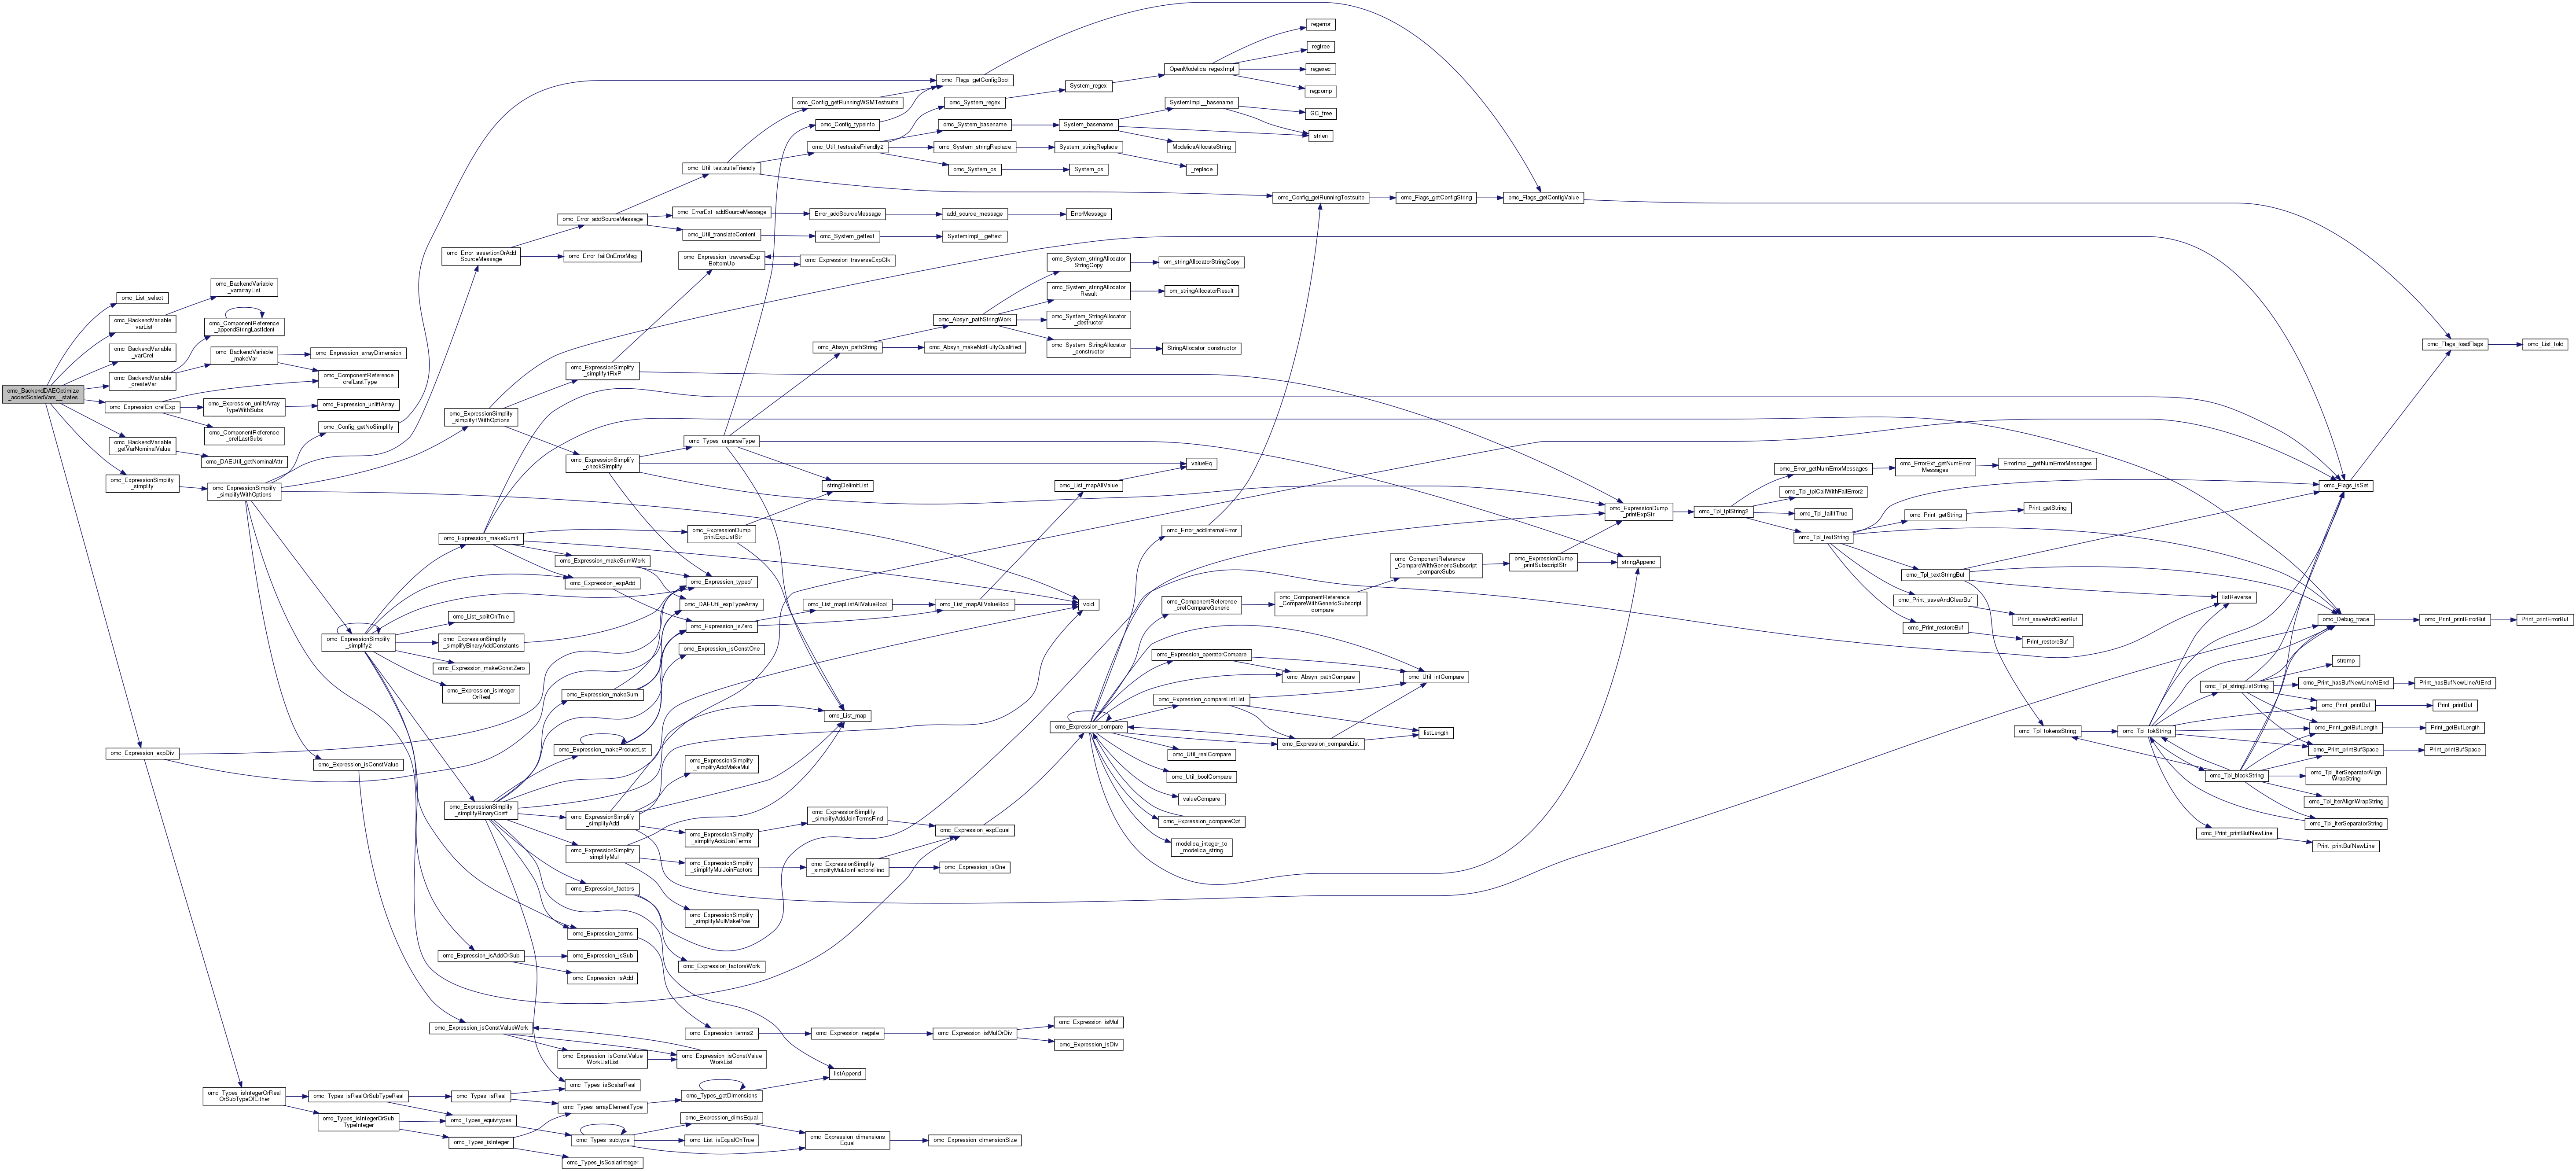 omc_BackendDAEOptimize
_addedScaledVars__states
omc_List_select
omc_BackendVariable
_varList
omc_BackendVariable
_vararrayList
omc_BackendVariable
_varCref
omc_BackendVariable
_createVar
omc_ComponentReference
_appendStringLastIdent
omc_BackendVariable
_makeVar
omc_Expression_arrayDimension
omc_ComponentReference
_crefLastType
omc_Expression_crefExp
omc_Expression_unliftArray
TypeWithSubs
omc_Expression_unliftArray
omc_ComponentReference
_crefLastSubs
omc_BackendVariable
_getVarNominalValue
omc_DAEUtil_getNominalAttr
omc_ExpressionSimplify
_simplify
omc_ExpressionSimplify
_simplifyWithOptions
omc_Config_getNoSimplify
omc_Expression_expDiv
omc_Expression_isConstValue
omc_Types_isIntegerOrReal
OrSubTypeOfEither
omc_Types_isRealOrSubTypeReal
omc_Types_isIntegerOrSub
TypeInteger
omc_Error_assertionOrAdd
SourceMessage
omc_Error_failOnErrorMsg
omc_Error_addSourceMessage
omc_ExpressionSimplify
_simplify1WithOptions
omc_ExpressionSimplify
_simplify1FixP
omc_ExpressionSimplify
_checkSimplify
omc_Expression_makeSum1
omc_Expression_makeSumWork
omc_Expression_expAdd
omc_ExpressionSimplify
_simplify2
omc_List_splitOnTrue
omc_ExpressionSimplify
_simplifyBinaryAddConstants
omc_Expression_makeConstZero
omc_Expression_isInteger
OrReal
omc_ExpressionSimplify
_simplifyBinaryCoeff
omc_Expression_makeSum
omc_Expression_makeProductLst
omc_ExpressionSimplify
_simplifyAdd
omc_ExpressionSimplify
_simplifyMul
omc_Expression_factors
omc_Expression_terms
omc_Expression_isAddOrSub
omc_Expression_isSub
omc_Expression_isAdd
omc_Expression_isConstValueWork
omc_Expression_isConstValue
WorkListList
omc_Expression_isConstValue
WorkList
omc_Types_isReal
omc_Types_isScalarReal
omc_Types_arrayElementType
omc_Types_equivtypes
omc_Types_isInteger
omc_Types_subtype
omc_Types_isScalarInteger
omc_Types_getDimensions
omc_Expression_dimsEqual
omc_List_isEqualOnTrue
omc_Expression_dimensions
Equal
omc_Expression_dimensionSize
listAppend
omc_Util_testsuiteFriendly
omc_ErrorExt_addSourceMessage
omc_Util_translateContent
omc_Expression_traverseExp
BottomUp
omc_Expression_traverseExpClk
omc_Types_unparseType
omc_ExpressionDump
_printExpListStr
omc_Expression_typeof
omc_DAEUtil_expTypeArray
omc_Expression_isZero
omc_Expression_isConstOne
omc_ExpressionSimplify
_simplifyAddMakeMul
omc_ExpressionSimplify
_simplifyAddJoinTerms
omc_ExpressionSimplify
_simplifyMulJoinFactors
omc_ExpressionSimplify
_simplifyMulMakePow
omc_Expression_factorsWork
omc_Expression_terms2
omc_Expression_negate
omc_Expression_isMulOrDiv
omc_Expression_isMul
omc_Expression_isDiv
omc_Config_getRunningWSMTestsuite
omc_Config_typeinfo
omc_Util_testsuiteFriendly2
Error_addSourceMessage
omc_System_gettext
omc_Absyn_pathString
stringDelimitList
omc_List_mapListAllValueBool
omc_List_map
omc_ExpressionSimplify
_simplifyAddJoinTermsFind
omc_ExpressionSimplify
_simplifyMulJoinFactorsFind
omc_Expression_expEqual
omc_Expression_isOne
omc_Flags_getConfigBool
omc_System_regex
omc_System_basename
omc_System_stringReplace
omc_System_os
add_source_message
SystemImpl__gettext
omc_Absyn_pathStringWork
omc_Absyn_makeNotFullyQualified
omc_List_mapAllValueBool
System_regex
System_basename
System_stringReplace
System_os
ErrorMessage
omc_System_stringAllocator
StringCopy
omc_System_stringAllocator
Result
omc_System_StringAllocator
_destructor
omc_System_StringAllocator
_constructor
om_stringAllocatorStringCopy
om_stringAllocatorResult
StringAllocator_constructor
omc_List_mapAllValue
valueEq
void
OpenModelica_regexImpl
SystemImpl__basename
ModelicaAllocateString
_replace
regerror
regfree
regexec
regcomp
GC_free
strlen
omc_Config_getRunningTestsuite
omc_Flags_getConfigString
omc_Flags_getConfigValue
omc_Error_addInternalError
omc_ComponentReference
_crefCompareGeneric
omc_ComponentReference
_CompareWithGenericSubscript
_compare
omc_ComponentReference
_CompareWithGenericSubscript
_compareSubs
omc_ExpressionDump
_printSubscriptStr
omc_ExpressionDump
_printExpStr
stringAppend
omc_Expression_compare
omc_Expression_operatorCompare
omc_Absyn_pathCompare
omc_Util_intCompare
omc_Expression_compareListList
omc_Expression_compareList
listLength
omc_Util_realCompare
omc_Util_boolCompare
valueCompare
omc_Expression_compareOpt
modelica_integer_to
_modelica_string
omc_Tpl_tplString2
omc_Error_getNumErrorMessages
omc_ErrorExt_getNumError
Messages
ErrorImpl__getNumErrorMessages
omc_Tpl_tplCallWithFailError2
omc_Tpl_failIfTrue
omc_Tpl_textString
omc_Print_getString
Print_getString
omc_Tpl_textStringBuf
omc_Print_saveAndClearBuf
Print_saveAndClearBuf
omc_Print_restoreBuf
Print_restoreBuf
omc_Tpl_tokensString
omc_Tpl_tokString
listReverse
omc_Tpl_stringListString
omc_Tpl_blockString
omc_Print_printBufNewLine
Print_printBufNewLine
omc_Flags_loadFlags
omc_List_fold
omc_Flags_isSet
omc_Debug_trace
omc_Print_printErrorBuf
Print_printErrorBuf
strcmp
omc_Print_hasBufNewLineAtEnd
Print_hasBufNewLineAtEnd
omc_Print_printBuf
Print_printBuf
omc_Print_getBufLength
Print_getBufLength
omc_Print_printBufSpace
Print_printBufSpace
omc_Tpl_iterSeparatorAlign
WrapString
omc_Tpl_iterAlignWrapString
omc_Tpl_iterSeparatorString